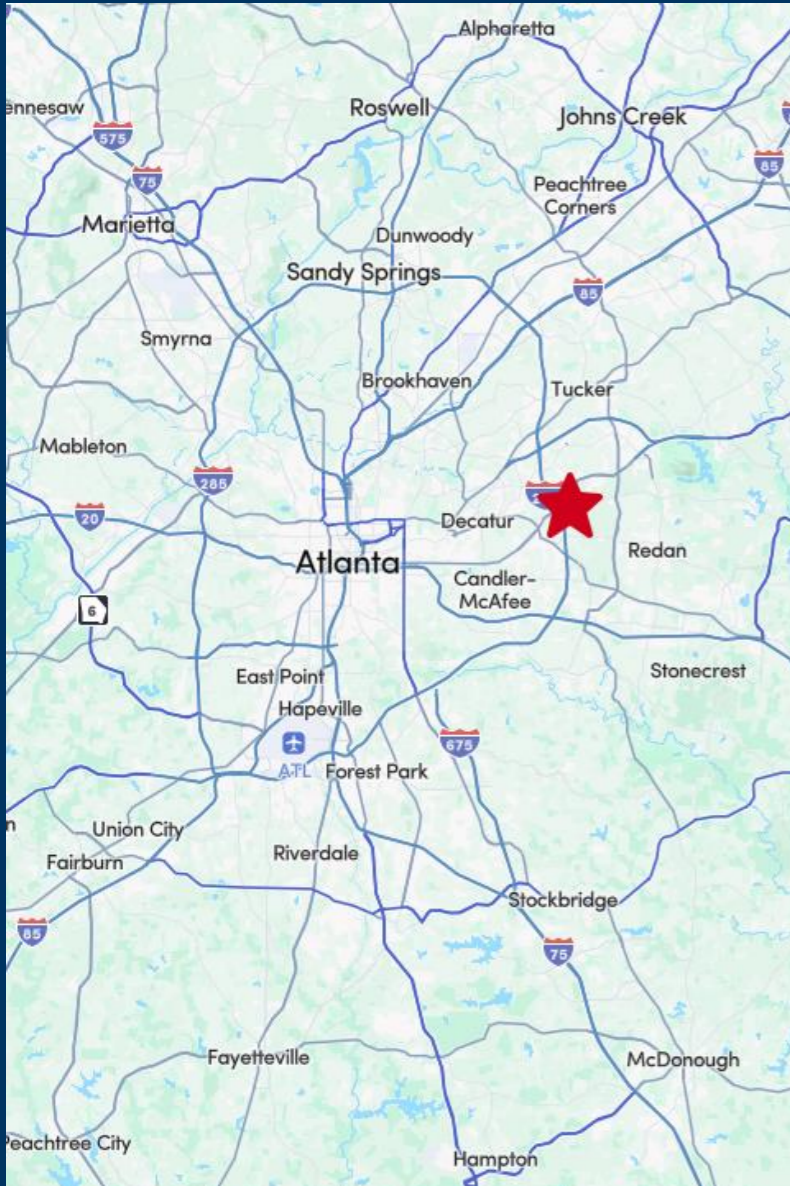 Alpharetta
ennesaw
Roswell
Johns Creek
575
85
75
Peachtree
Corners
Marietta
Dunwoody
Sandy Springs
85
Smyrna
Brookhaven
Tucker
Mableton
285
20
Decatur
Redan
Atlanta
Candler-
McAfee
6
East Point
Stonecrest
Hapeville
675
ATL
Forest Park
n
Union City
Riverdale
Fairburn
Stockbridge
85
75
Fayetteville
McDonough
Peachtree City
Hampton